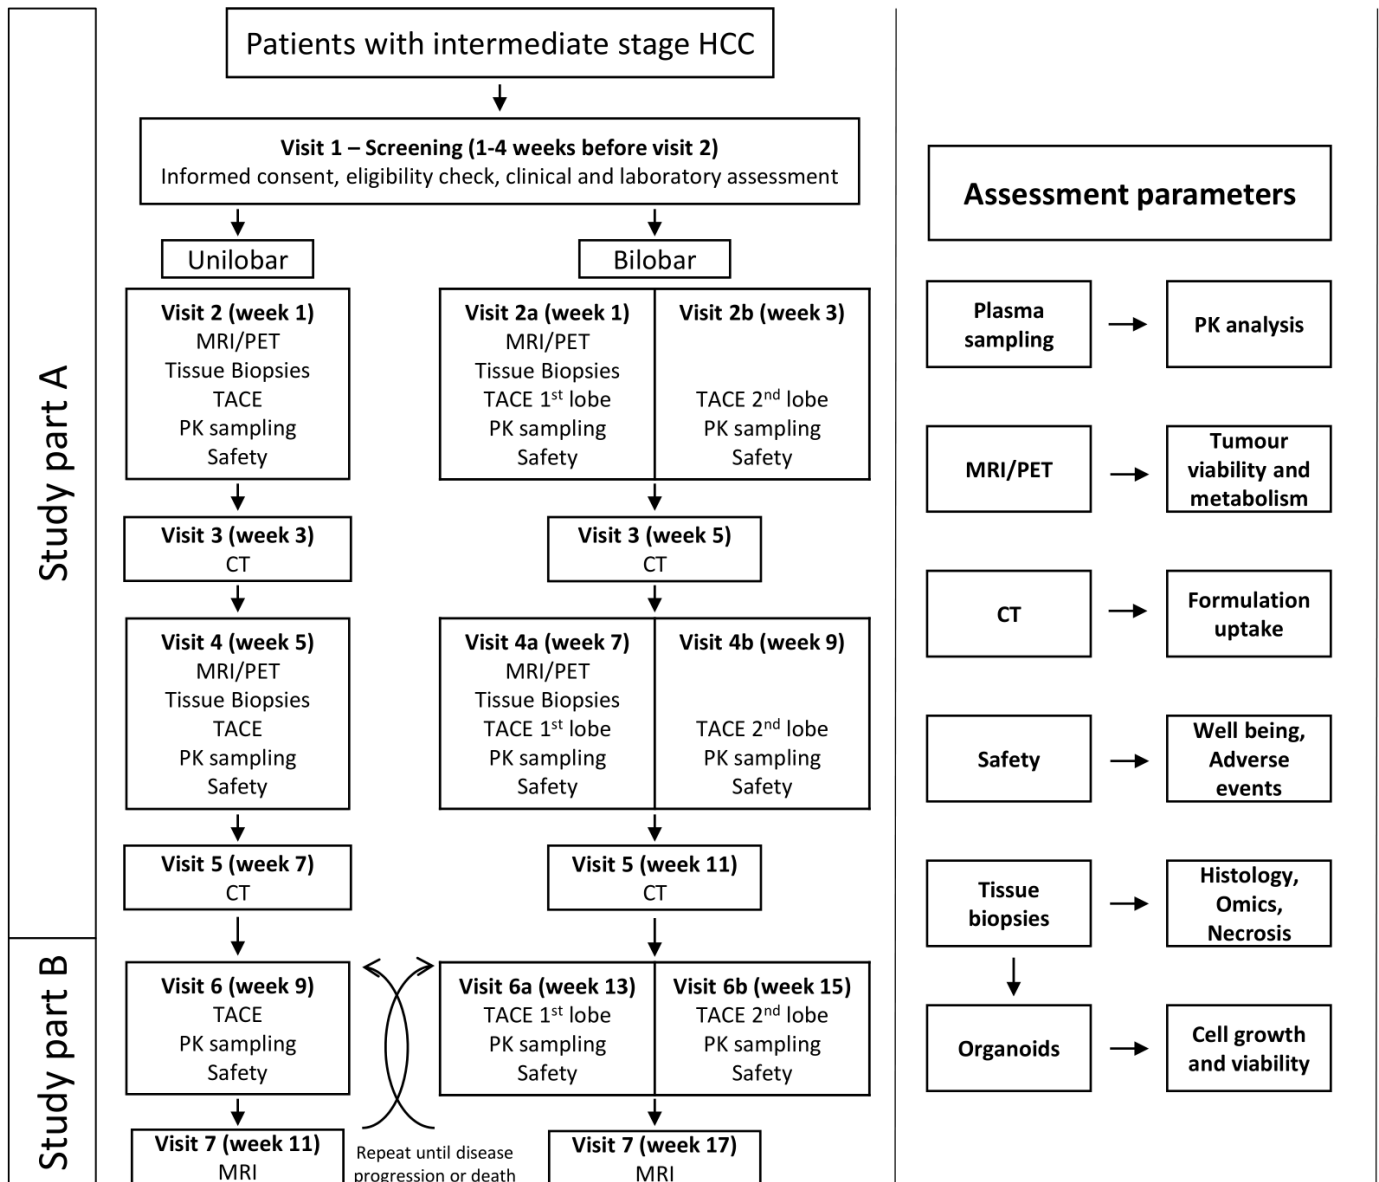 Patients with intermediate stage HCC
Visit 1 – Screening (1-4 weeks before visit 2)
Informed consent, eligibility check, clinical and laboratory assessment
Study part A
Unilobar
Visit 2 (week 1)
MRI/PET
Tissue Biopsies
TACE
PK sampling
Safety
Visit 3 (week 3)
CT
Visit 4 (week 5)
MRI/PET
Tissue Biopsies
TACE
PK sampling
Safety
Visit 5 (week 7)
CT
Bilobar
Visit 2a (week 1)
MRI/PET
Tissue Biopsies
TACE 1st lobe
PK sampling
Safety
Visit 2b (week 3)
TACE 2nd lobe
PK sampling
Safety
Visit 3 (week 5)
CT
Visit 4a (week 7)
MRI/PET
Tissue Biopsies
TACE 1st lobe
PK sampling
Safety
Visit 4b (week 9)
TACE 2nd lobe
PK sampling
Safety
Visit 5 (week 11)
CT
Study part B
Visit 6 (week 9)
TACE
PK sampling
Safety
Visit 7 (week 11)
MRI
Repeat until disease
progression or death
Visit 6a (week 13)
TACE 1st lobe
PK sampling
Safety
Visit 6b (week 15)
TACE 2nd lobe
PK sampling
Safety
Visit 7 (week 17)
MRI
Assessment parameters
Plasma
sampling
PK analysis
MRI/PET
Tumour
viability and
metabolism
CT
Formulation
uptake
Safety
Well being,
Adverse
events
Tissue
biopsies
Histology,
Omics,
Necrosis
Organoids
Cell growth
and viability